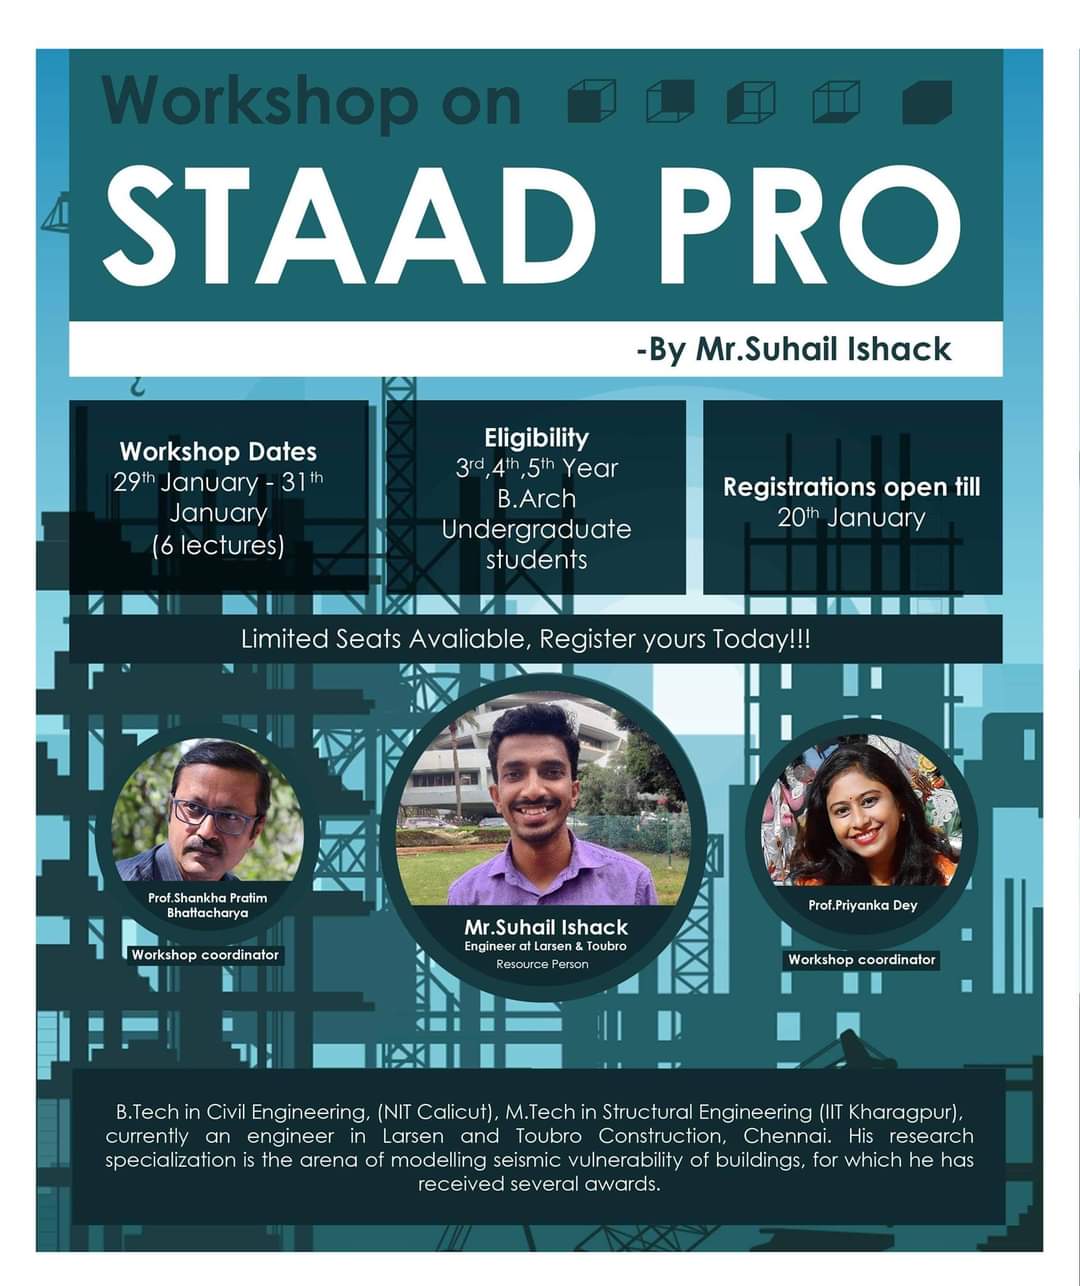 Workshop on
STAAD PRO
-By Mr.Suhail Ishack
Workshop Dates
29th January - 31th
January
(6 lectures)
Eligibility
3rd,4th,5th Year
B.Arch
Undergraduate
students
Registrations open till
20th January
Limited Seats Avaliable, Register yours Today!!!
Prof.Shankha Pratim
Bhattacharya
Workshop coordinator
Mr.Suhail Ishack
Engineer at Larsen & Toubro
Resource Person
Prof.Priyanka Dey
Workshop coordinator
B.Tech in Civil Engineering, (NIT Calicut), M.Tech in Structural Engineering (IIT Kharagpur),
currently an engineer in Larsen and Toubro Construction, Chennai. His research
specialization is the arena of modelling seismic vulnerability of buildings, for which he has
received several awards.